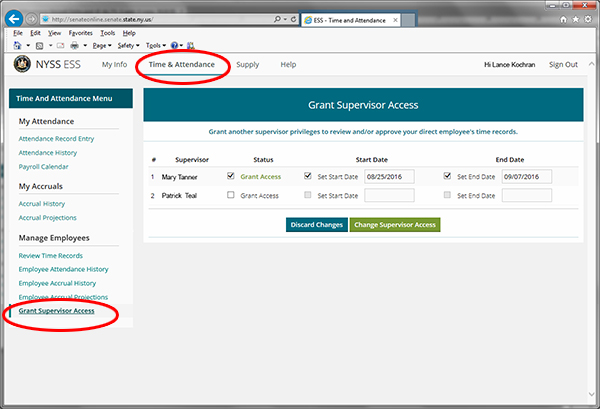 http://senateonline.senate.state.ny.us/
ESS - Time and Attendance
File Edit View Favorites Tools Help
Page Safety Tools
NYSS ESS My Info Time & Attendance Supply Help Hi Lance Kochran Sign Out
Time And Attendance Menu
My Attendance
Attendance Record Entry
Attendance History
Payroll Calendar
My Accruals
Accrual History
Accrual Projections
Manage Employees
Review Time Records
Employee Attendance History
Employee Accrual History
Employee Accrual Projections
Grant Supervisor Access
Grant Supervisor Access
Grant another supervisor privileges to review and/or approve your direct employee's time records.
# Supervisor Status Start Date End Date
1 Mary Tanner Grant Access Set Start Date 08/25/2016 Set End Date 09/07/2016
2 Patrick Teal Grant Access Set Start Date Set End Date
Discard Changes Change Supervisor Access